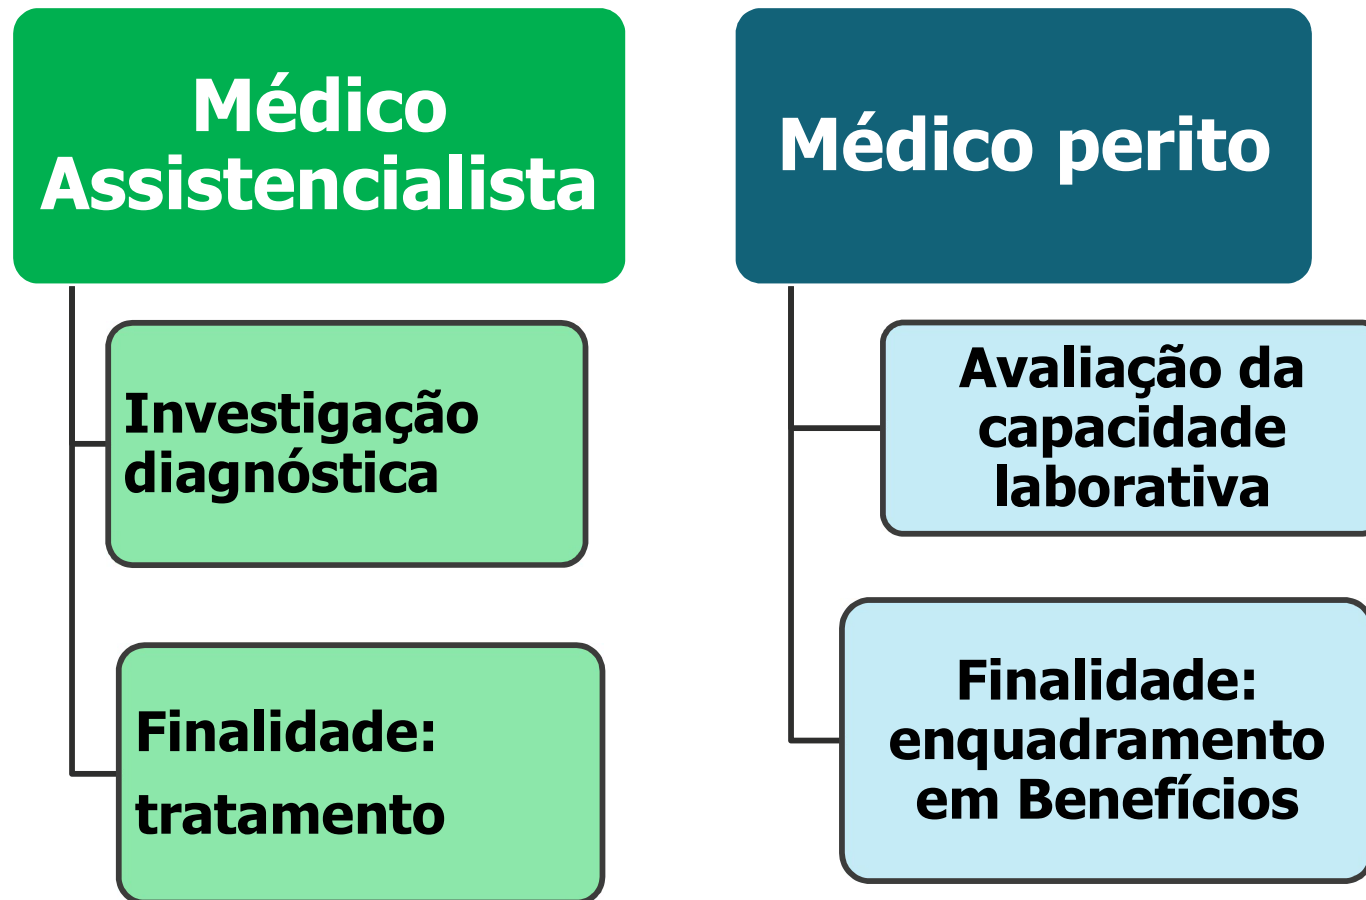 Médico
Assistencialista
Investigação
diagnóstica
Finalidade:
tratamento
Médico perito
Avaliação da
capacidade
laborativa
Finalidade:
enquadramento
em Benefícios